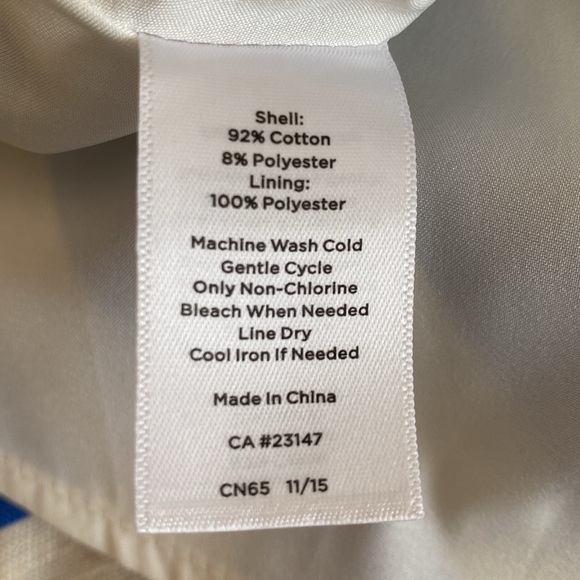 Shell:
92% Cotton
8% Polyester
Lining:
100% Polyester
Machine Wash Cold
Gentle Cycle
Only Non-Chlorine
Bleach When Needed
Line Dry
Cool Iron If Needed
Made In China
CA #23147
CN65 11/15